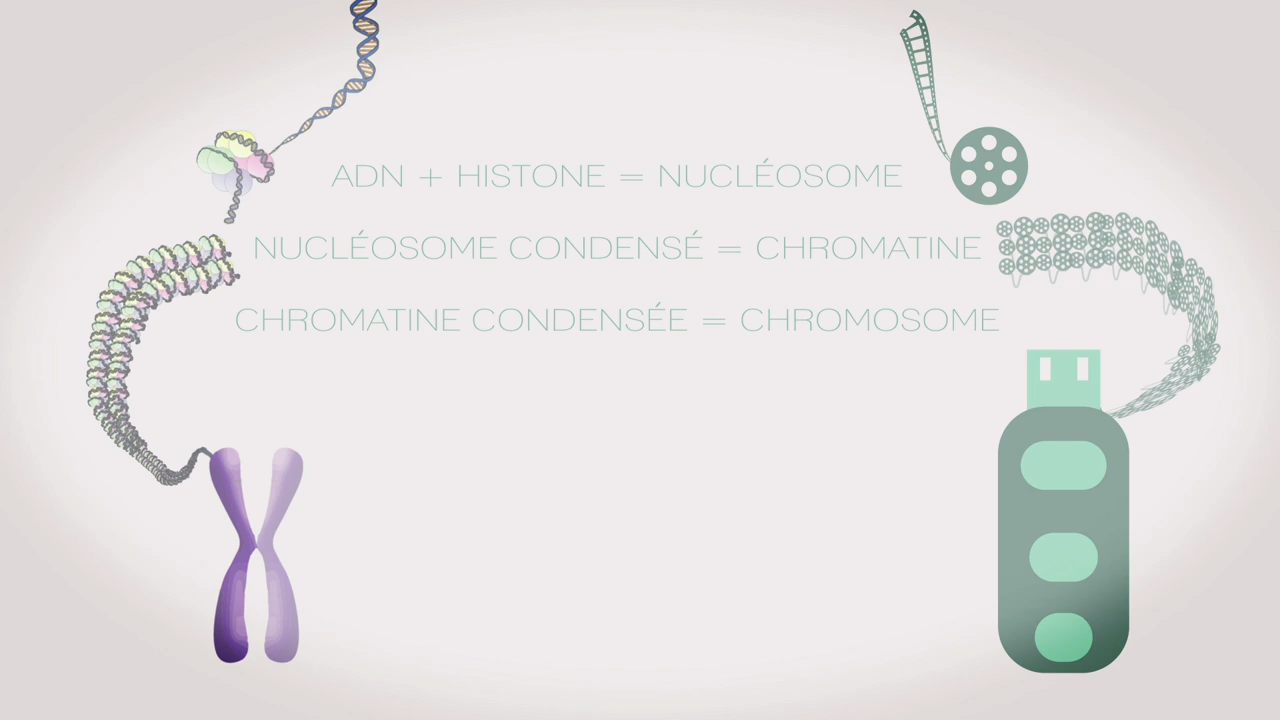 ADN + HISTONE = NUCLÉOSOME
NUCLÉOSOME CONDENSÉ = CHROMATINE
CHROMATINE CONDENSÉE = CHROMOSOME